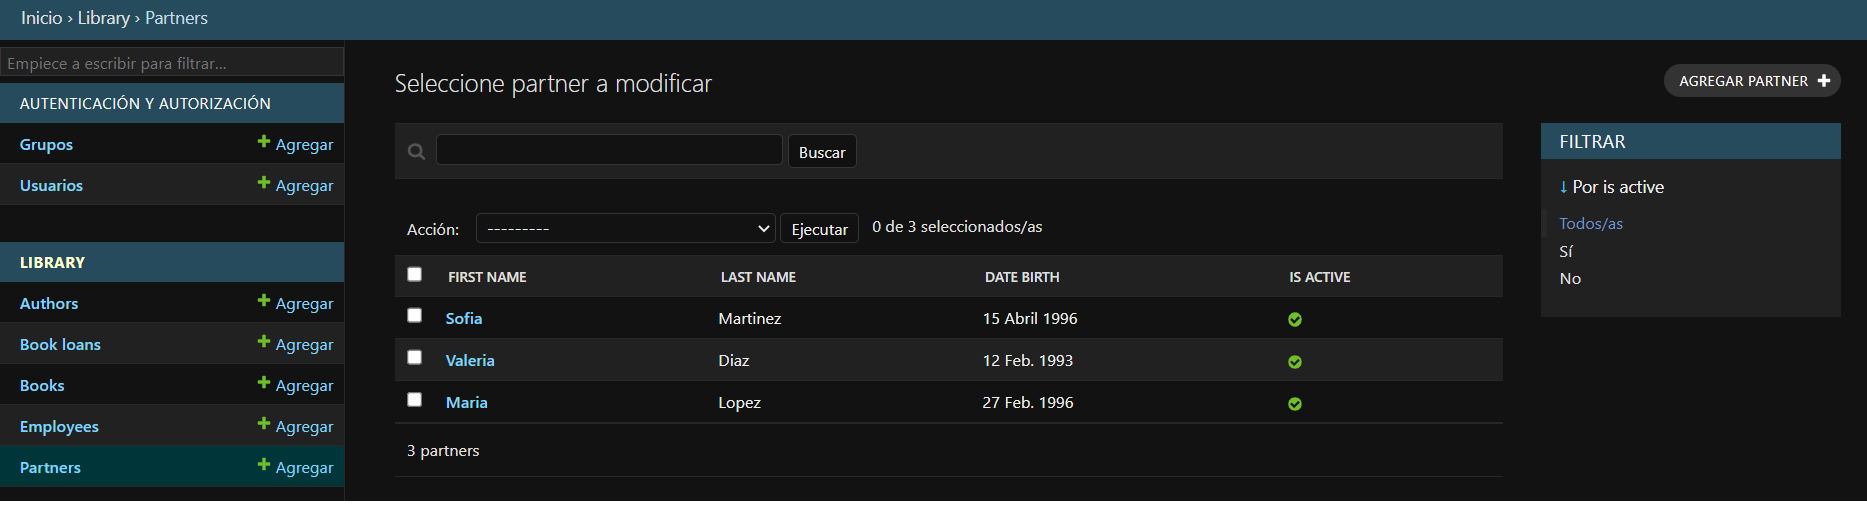 Inicio › Library › Partners
Empiece a escribir para filtrar...
AUTENTICACIÓN Y AUTORIZACIÓN
Grupos Agregar
Usuarios Agregar
LIBRARY
Authors Agregar
Book loans Agregar
Books Agregar
Employees Agregar
Partners Agregar
Seleccione partner a modificar
AGREGAR PARTNER
Buscar
Acción: --------- Ejecutar 0 de 3 seleccionados/as
FIRST NAME LAST NAME DATE BIRTH IS ACTIVE
Sofia Martinez 15 Abril 1996
Valeria Diaz 12 Feb. 1993
Maria Lopez 27 Feb. 1996
3 partners
FILTRAR
↓ Por is active
Todos/as
Sí
No